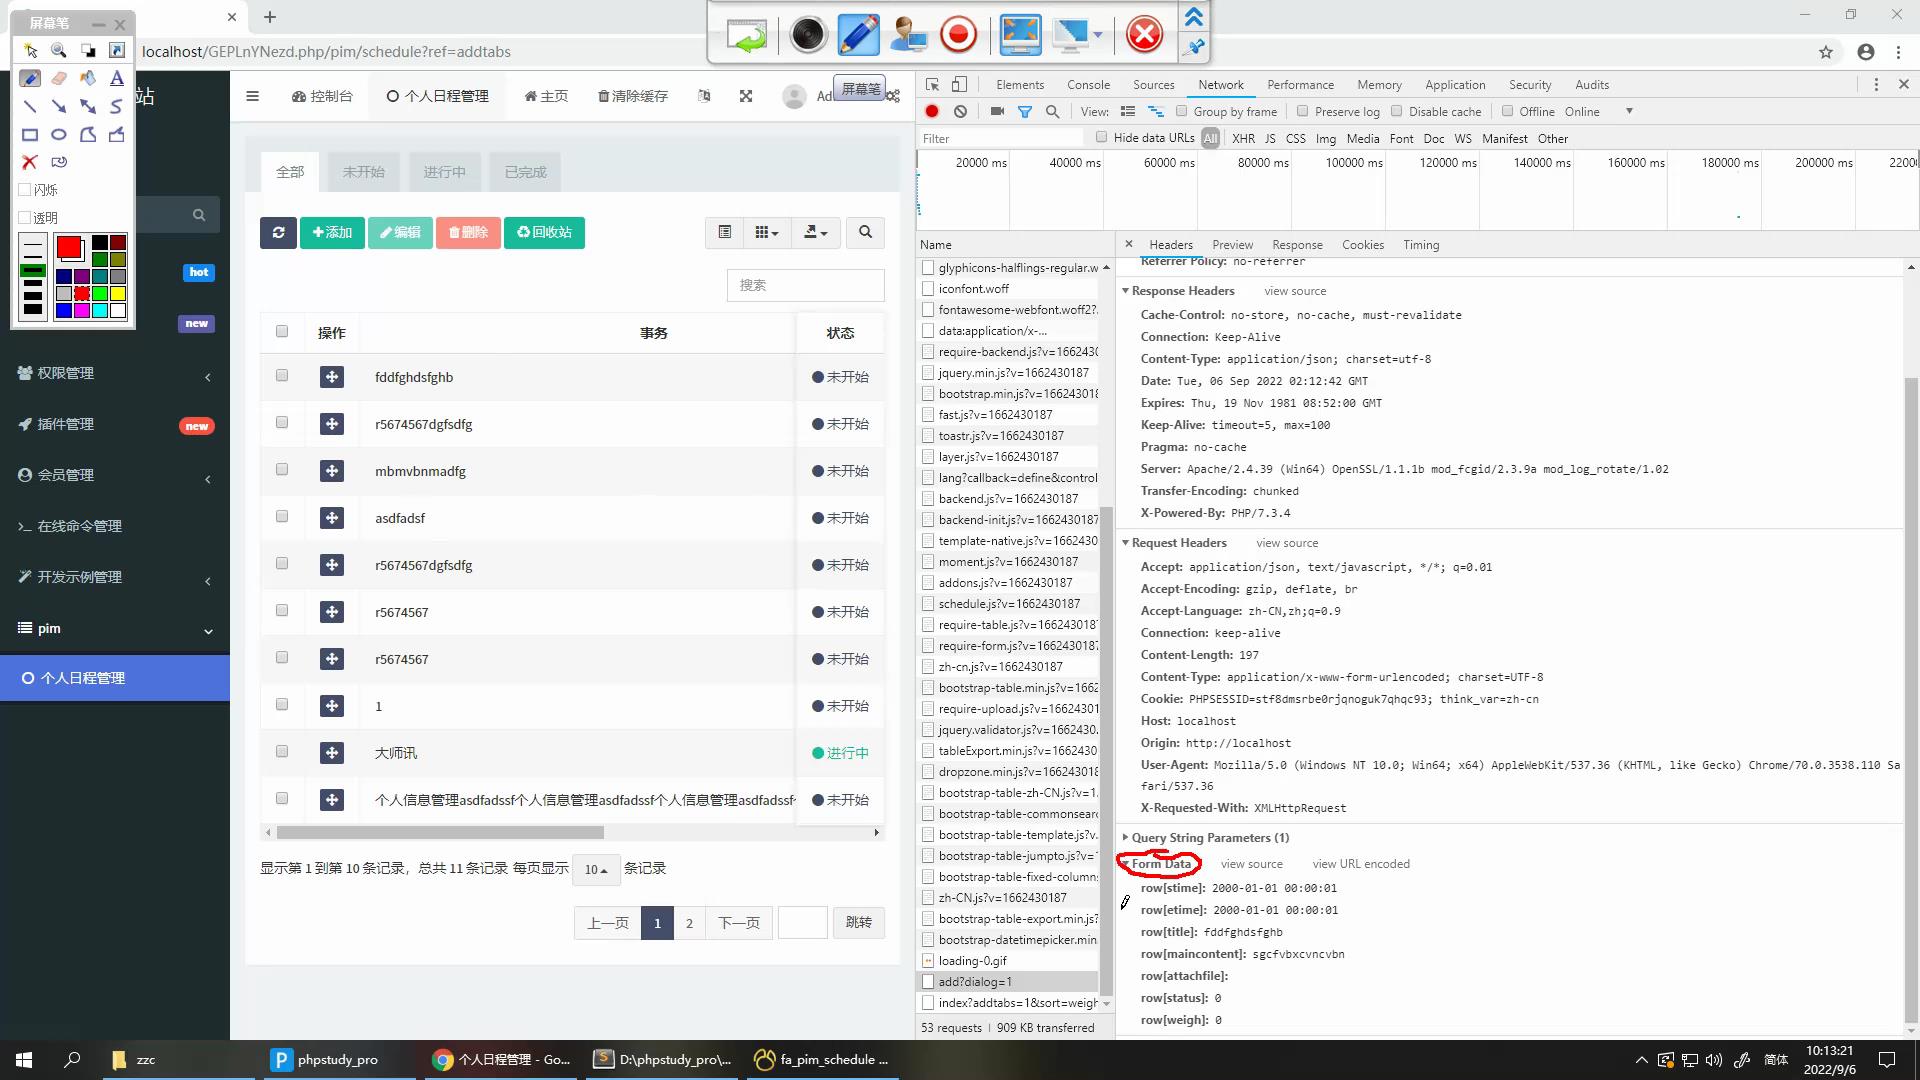 屏幕笔
localhost/GEPLnYNezd.php/pim/schedule?ref=addtabs
闪烁
透明
站
hot
new
权限管理
插件管理
new
会员管理
在线命令管理
开发示例管理
pim
个人日程管理
控制台
个人日程管理
主页
清除缓存
Ad
屏幕笔
全部
未开始
进行中
已完成
添加
编辑
删除
回收站
搜索
操作
事务
状态
fddfghdsfghb
未开始
r5674567dgfsdfg
未开始
mbmvbnmadfg
未开始
asdfadsf
未开始
r5674567dgfsdfg
未开始
r5674567
未开始
r5674567
未开始
1
未开始
大师讯
进行中
个人信息管理asdfadssf个人信息管理asdfadssf个人信息管理asdfadssf
未开始
显示第 1 到第 10 条记录，总共 11 条记录 每页显示 10 条记录
上一页
1
2
下一页
跳转
Elements
Console
Sources
Network
Performance
Memory
Application
Security
Audits
View:
Group by frame
Preserve log
Disable cache
Offline
Online
Filter
Hide data URLs
All
XHR
JS
CSS
Img
Media
Font
Doc
WS
Manifest
Other
20000 ms
40000 ms
60000 ms
80000 ms
100000 ms
120000 ms
140000 ms
160000 ms
180000 ms
200000 ms
2200
Name
glyphicons-halflings-regular.w
iconfont.woff
fontawesome-webfont.woff2?.
data:application/x-...
require-backend.js?v=1662430
jquery.min.js?v=1662430187
bootstrap.min.js?v=166243018
fast.js?v=1662430187
toastr.js?v=1662430187
layer.js?v=1662430187
lang?callback=define&control
backend.js?v=1662430187
backend-init.js?v=1662430187
template-native.js?v=1662430
moment.js?v=1662430187
addons.js?v=1662430187
schedule.js?v=1662430187
require-table.js?v=166243018
require-form.js?v=1662430187
zh-cn.js?v=1662430187
bootstrap-table.min.js?v=1662
require-upload.js?v=16624301
jquery.validator.js?v=1662430.
tableExport.min.js?v=1662430
dropzone.min.js?v=166243018
bootstrap-table-zh-CN.js?v=1.
bootstrap-table-commonsearc
bootstrap-table-template.js?v.
bootstrap-table-jumpto.js?v=
bootstrap-table-fixed-column
zh-CN.js?v=1662430187
bootstrap-table-export.min.js?
bootstrap-datetimepicker.min.
loading-0.gif
add?dialog=1
index?addtabs=1&sort=weigh
53 requests | 909 KB transferred
Headers
Preview
Response
Cookies
Timing
Referrer Policy: no-referrer
Response Headers
view source
Cache-Control: no-store, no-cache, must-revalidate
Connection: Keep-Alive
Content-Type: application/json; charset=utf-8
Date: Tue, 06 Sep 2022 02:12:42 GMT
Expires: Thu, 19 Nov 1981 08:52:00 GMT
Keep-Alive: timeout=5, max=100
Pragma: no-cache
Server: Apache/2.4.39 (Win64) OpenSSL/1.1.1b mod_fcgid/2.3.9a mod_log_rotate/1.02
Transfer-Encoding: chunked
X-Powered-By: PHP/7.3.4
Request Headers
view source
Accept: application/json, text/javascript, */*; q=0.01
Accept-Encoding: gzip, deflate, br
Accept-Language: zh-CN,zh;q=0.9
Connection: keep-alive
Content-Length: 197
Content-Type: application/x-www-form-urlencoded; charset=UTF-8
Cookie: PHPSESSID=stf8dmsrbe0rjqnoguk7qhqc93; think_var=zh-cn
Host: localhost
Origin: http://localhost
User-Agent: Mozilla/5.0 (Windows NT 10.0; Win64; x64) AppleWebKit/537.36 (KHTML, like Gecko) Chrome/70.0.3538.110 Sa
fari/537.36
X-Requested-With: XMLHttpRequest
Query String Parameters (1)
Form Data
view source
view URL encoded
row[stime]: 2000-01-01 00:00:01
row[etime]: 2000-01-01 00:00:01
row[title]: fddfghdsfghb
row[maincontent]: sgcfvbxcvncvbn
row[attachfile]:
row[status]: 0
row[weigh]: 0
zzc
phpstudy_pro
个人日程管理 - Go...
D:\phpstudy_pro\...
fa_pim_schedule ...
简体
10:13:21
2022/9/6